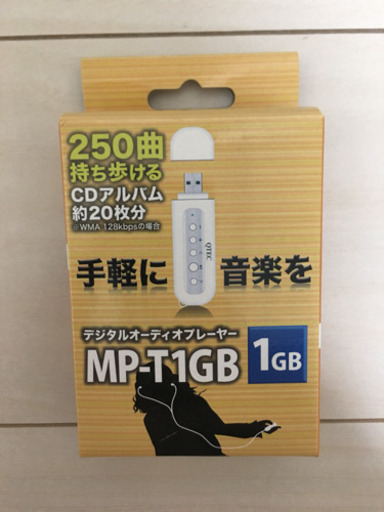 250曲
持ち歩ける
CDアルバム
約20枚分
※WMA 128kbpsの場合
手軽に 音楽を
デジタルオーディオプレーヤー
MP-T1GB
1GB